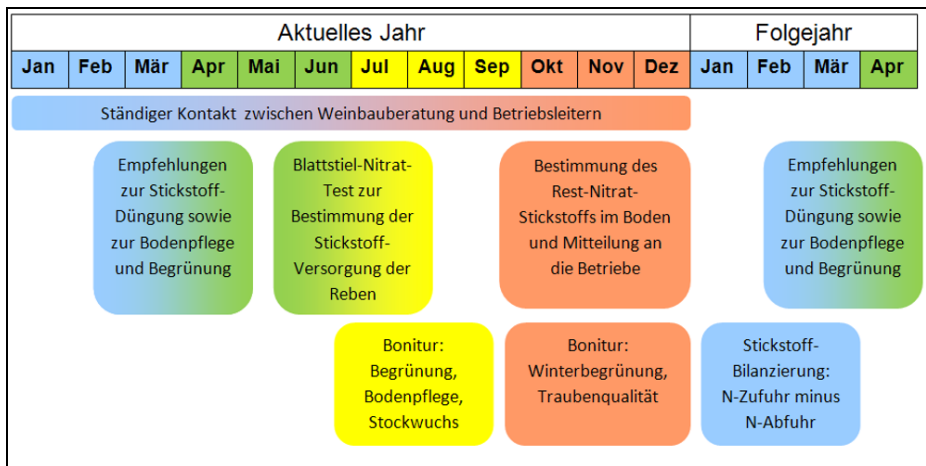 Aktuelles Jahr Folgejahr
Jan Feb Mär Apr Mai Jun Jul Aug Sep Okt Nov Dez Jan Feb Mär Apr
Ständiger Kontakt zwischen Weinbauberatung und Betriebsleitern
Empfehlungen
zur Stickstoff-
Düngung sowie
zur Bodenpflege
und Begrünung
Blattstiel-Nitrat-
Test zur
Bestimmung der
Stickstoff-
Versorgung der
Reben
Bestimmung des
Rest-Nitrat-
Stickstoffs im Boden
und Mitteilung an
die Betriebe
Empfehlungen
zur Stickstoff-
Düngung sowie
zur Bodenpflege
und Begrünung
Bonitur:
Begrünung,
Bodenpflege,
Stockwuchs
Bonitur:
Winterbegrünung,
Traubenqualität
Stickstoff-
Bilanzierung:
N-Zufuhr minus
N-Abfuhr